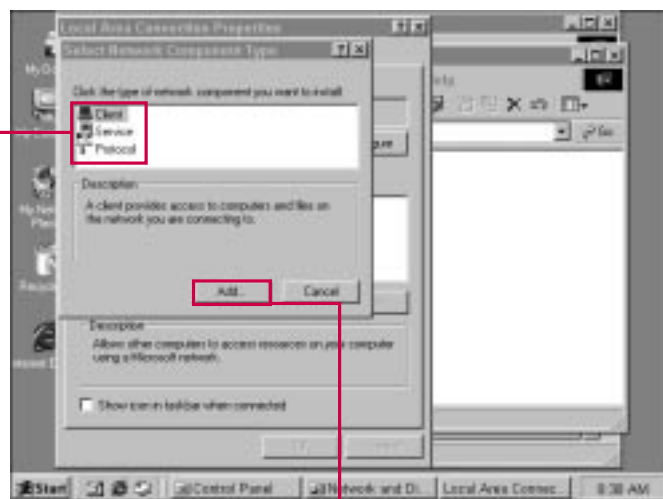 Local Area Connection Properties
Select Network Component Type
Click the type of network component you want to install:
Client
Service
Protocol
Description
A client provides access to computers and files on
the network you are connecting to.
Add...
Cancel
Description
Allows other computers to access resources on your computer
using a Microsoft network.
Show icon in taskbar when connected
Go
Start
Control Panel
Network and Di...
Local Area Connec...
8:38 AM